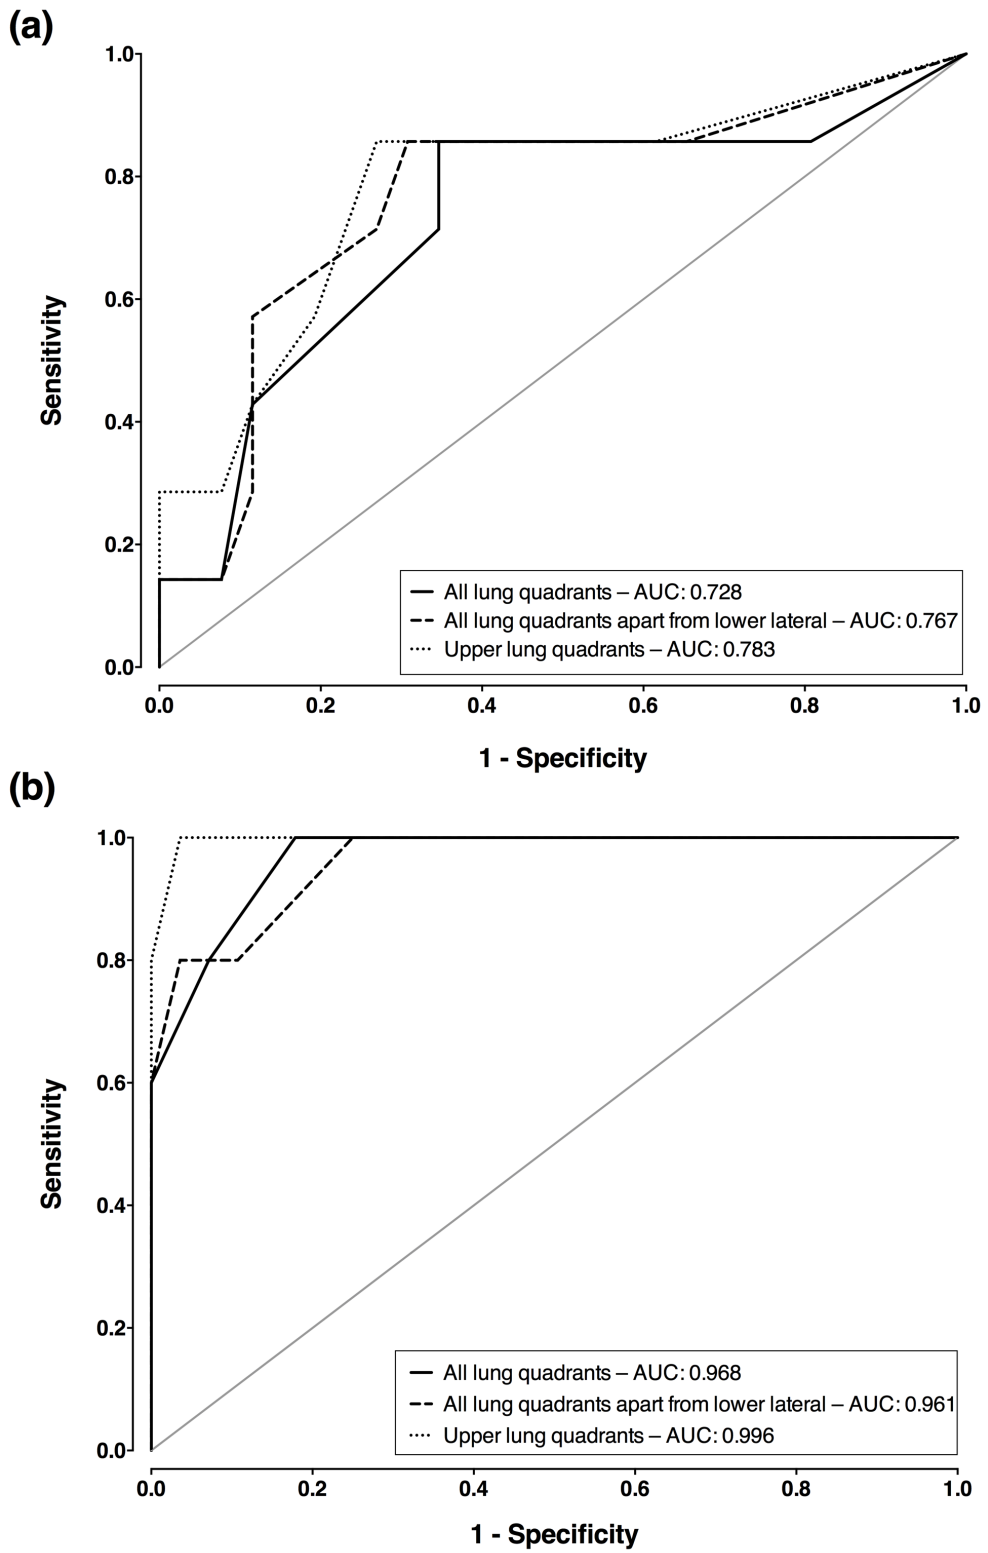 (a)
1.0
0.8
0.6
0.4
0.2
0.0
Sensitivity
All lung quadrants – AUC: 0.728
All lung quadrants apart from lower lateral – AUC: 0.767
Upper lung quadrants – AUC: 0.783
0.0 0.2 0.4 0.6 0.8 1.0
1 - Specificity
(b)
1.0
0.8
0.6
0.4
0.2
0.0
Sensitivity
All lung quadrants – AUC: 0.968
All lung quadrants apart from lower lateral – AUC: 0.961
Upper lung quadrants – AUC: 0.996
0.0 0.2 0.4 0.6 0.8 1.0
1 - Specificity